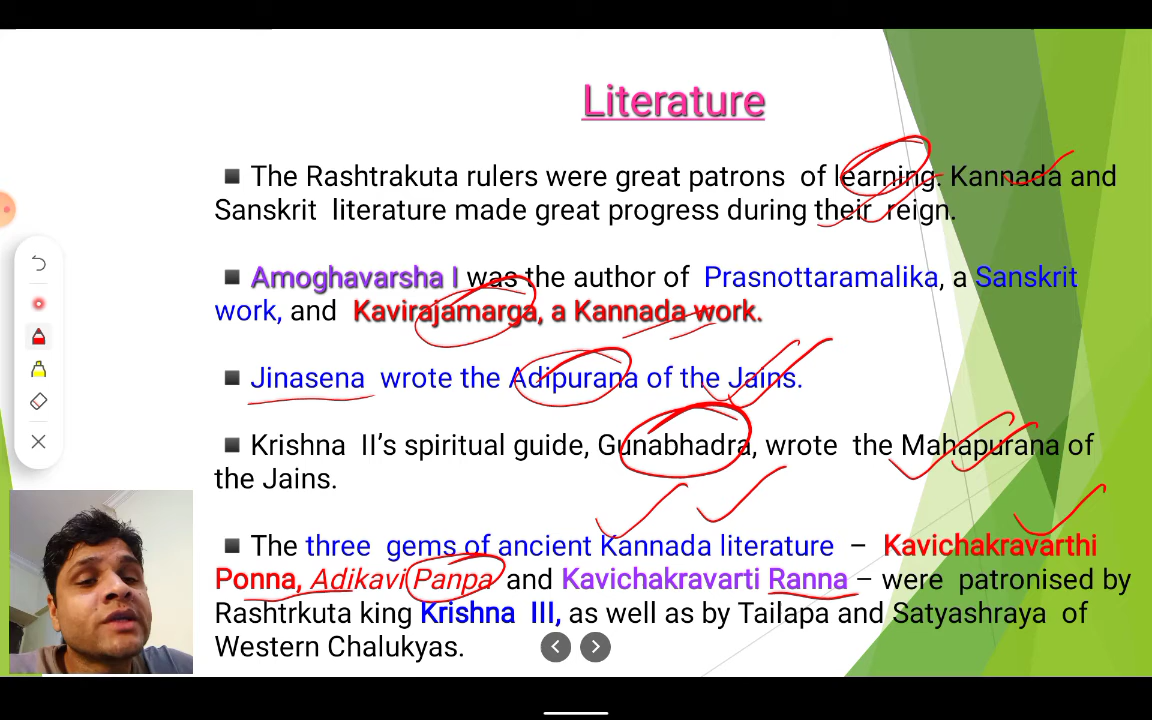 Literature
▪ The Rashtrakuta rulers were great patrons of learning. Kannada and
Sanskrit literature made great progress during their reign.
▪ Amoghavarsha I was the author of Prasnottaramalika, a Sanskrit
work, and Kavirajamarga, a Kannada work.
▪ Jinasena wrote the Adipurana of the Jains.
▪ Krishna II’s spiritual guide, Gunabhadra, wrote the Mahapurana of
the Jains.
▪ The three gems of ancient Kannada literature – Kavichakravarthi
Ponna, Adikavi Panpa and Kavichakravarti Ranna – were patronised by
Rashtrkuta king Krishna III, as well as by Tailapa and Satyashraya of
Western Chalukyas.